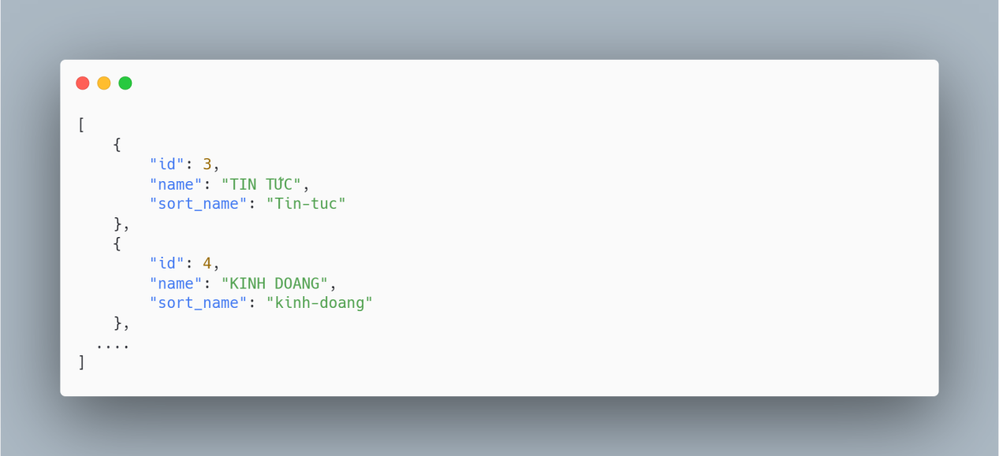 [
    {
        "id": 3,
        "name": "TIN TỨC",
        "sort_name": "Tin-tuc"
    },
    {
        "id": 4,
        "name": "KINH DOANG",
        "sort_name": "kinh-doang"
    },
  ....
]